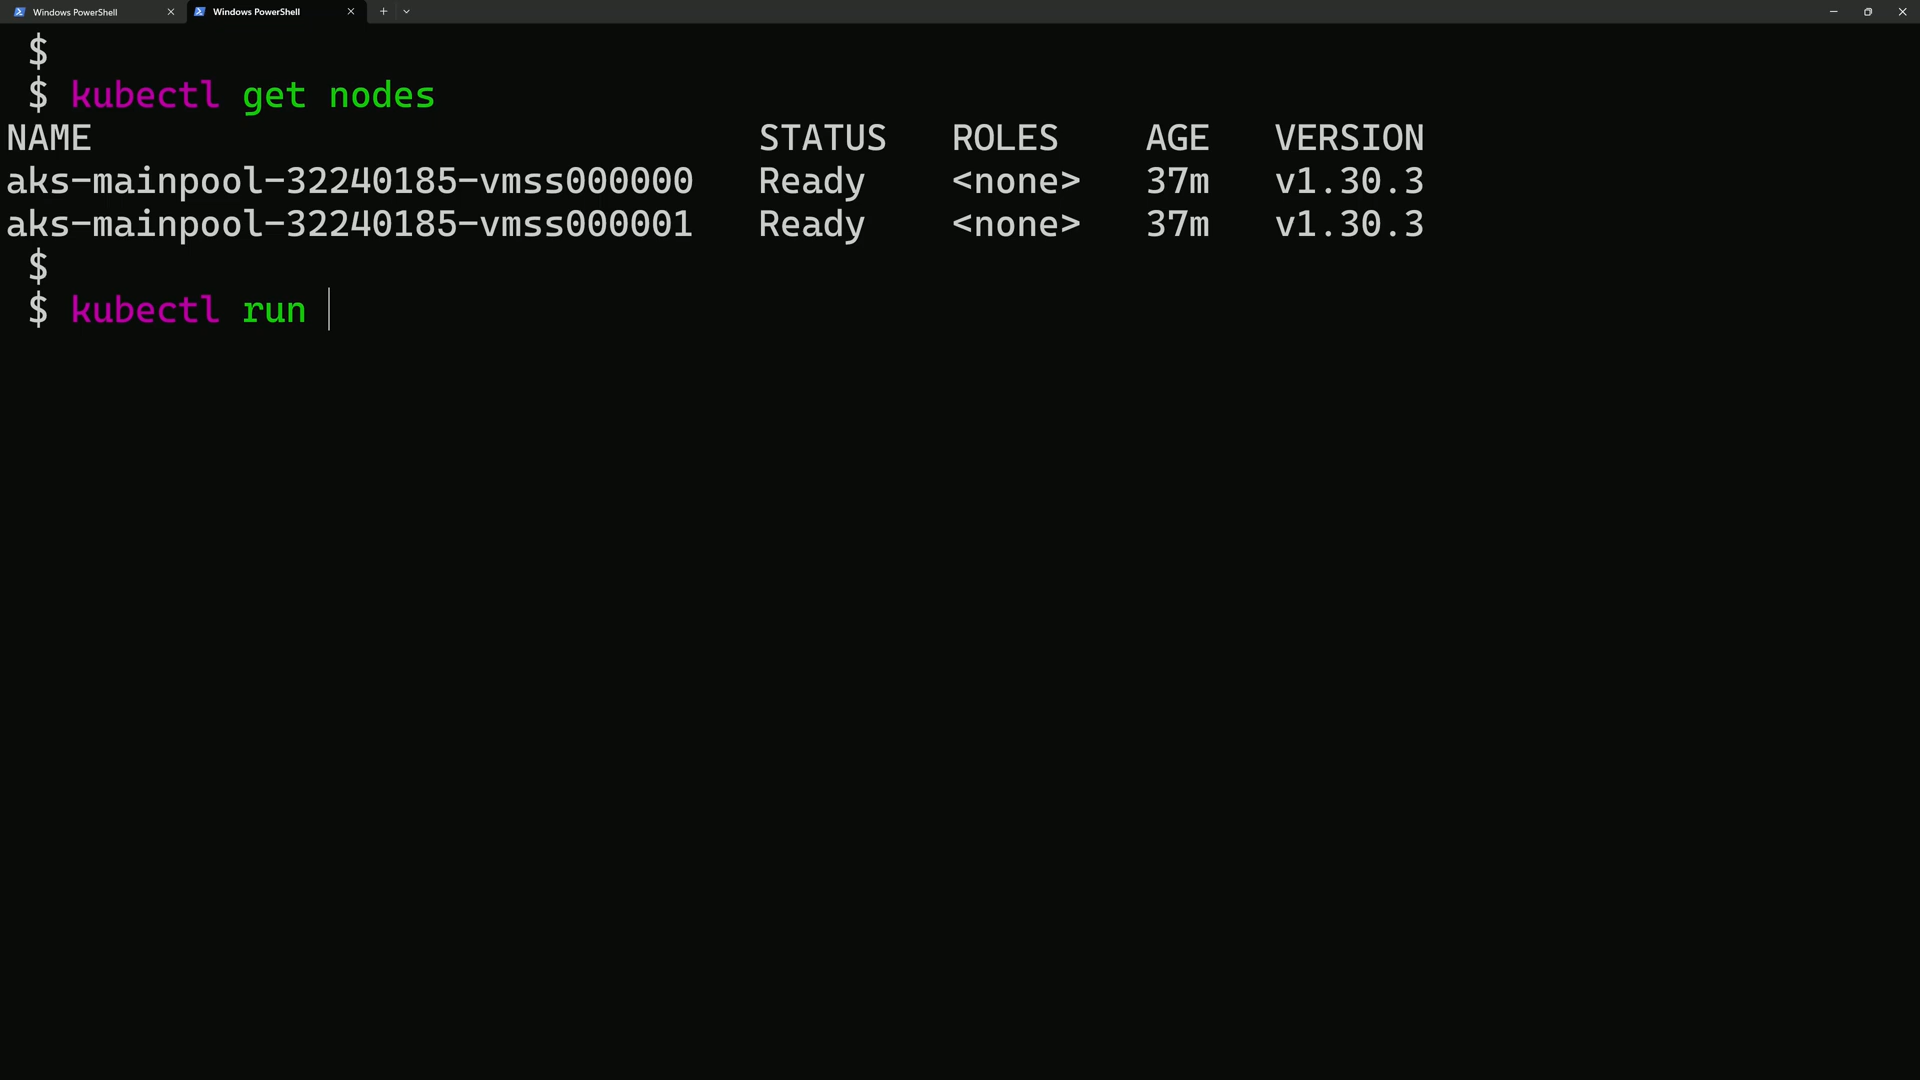 Windows PowerShell Windows PowerShell
$
$ kubectl get nodes
NAME STATUS ROLES AGE VERSION
aks-mainpool-32240185-vmss000000 Ready <none> 37m v1.30.3
aks-mainpool-32240185-vmss000001 Ready <none> 37m v1.30.3
$
$ kubectl run